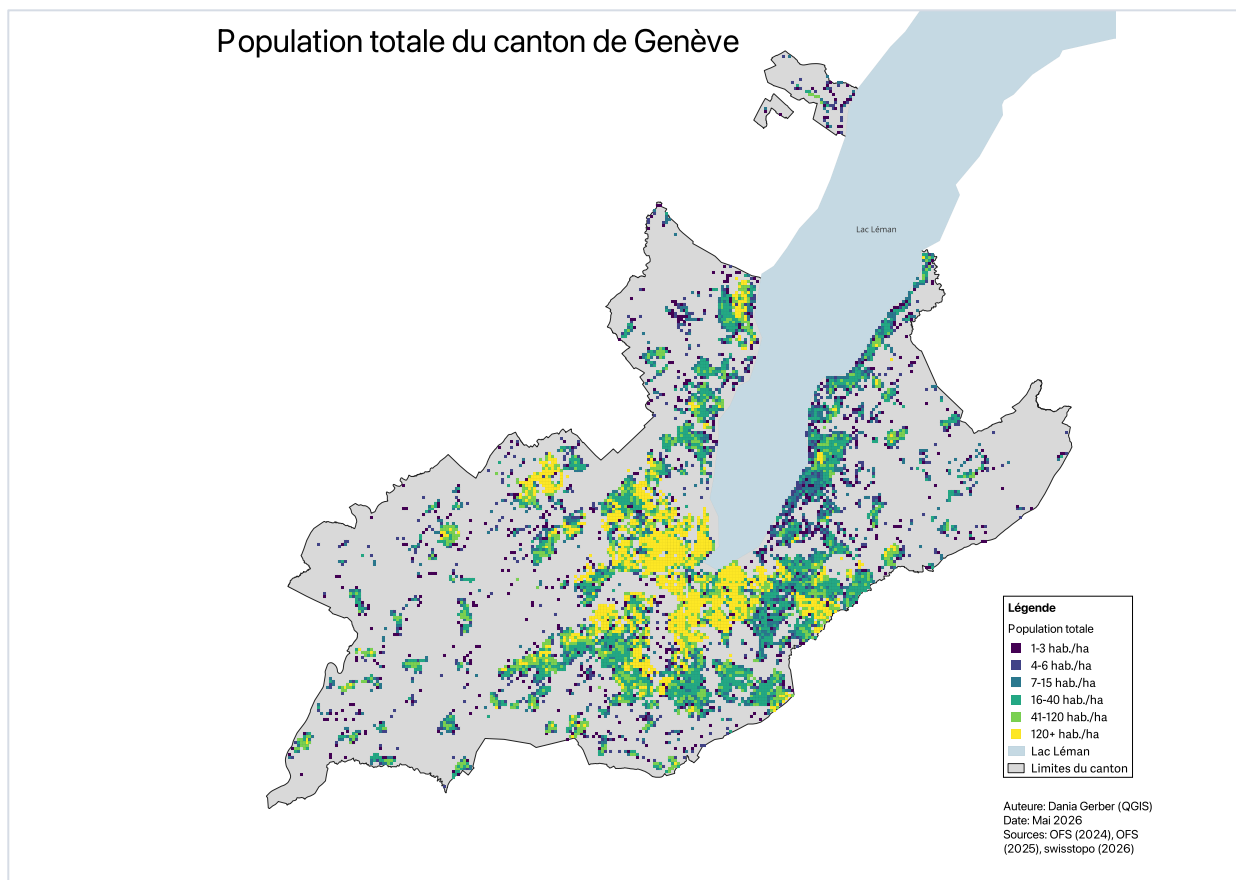 Population totale du canton de Genève
Lac Léman
Légende
Population totale
1-3 hab./ha
4-6 hab./ha
7-15 hab./ha
16-40 hab./ha
41-120 hab./ha
120+ hab./ha
Lac Léman
Limites du canton
Auteure: Dania Gerber (QGIS)
Date: Mai 2026
Sources: OFS (2024), OFS
(2025), swisstopo (2026)